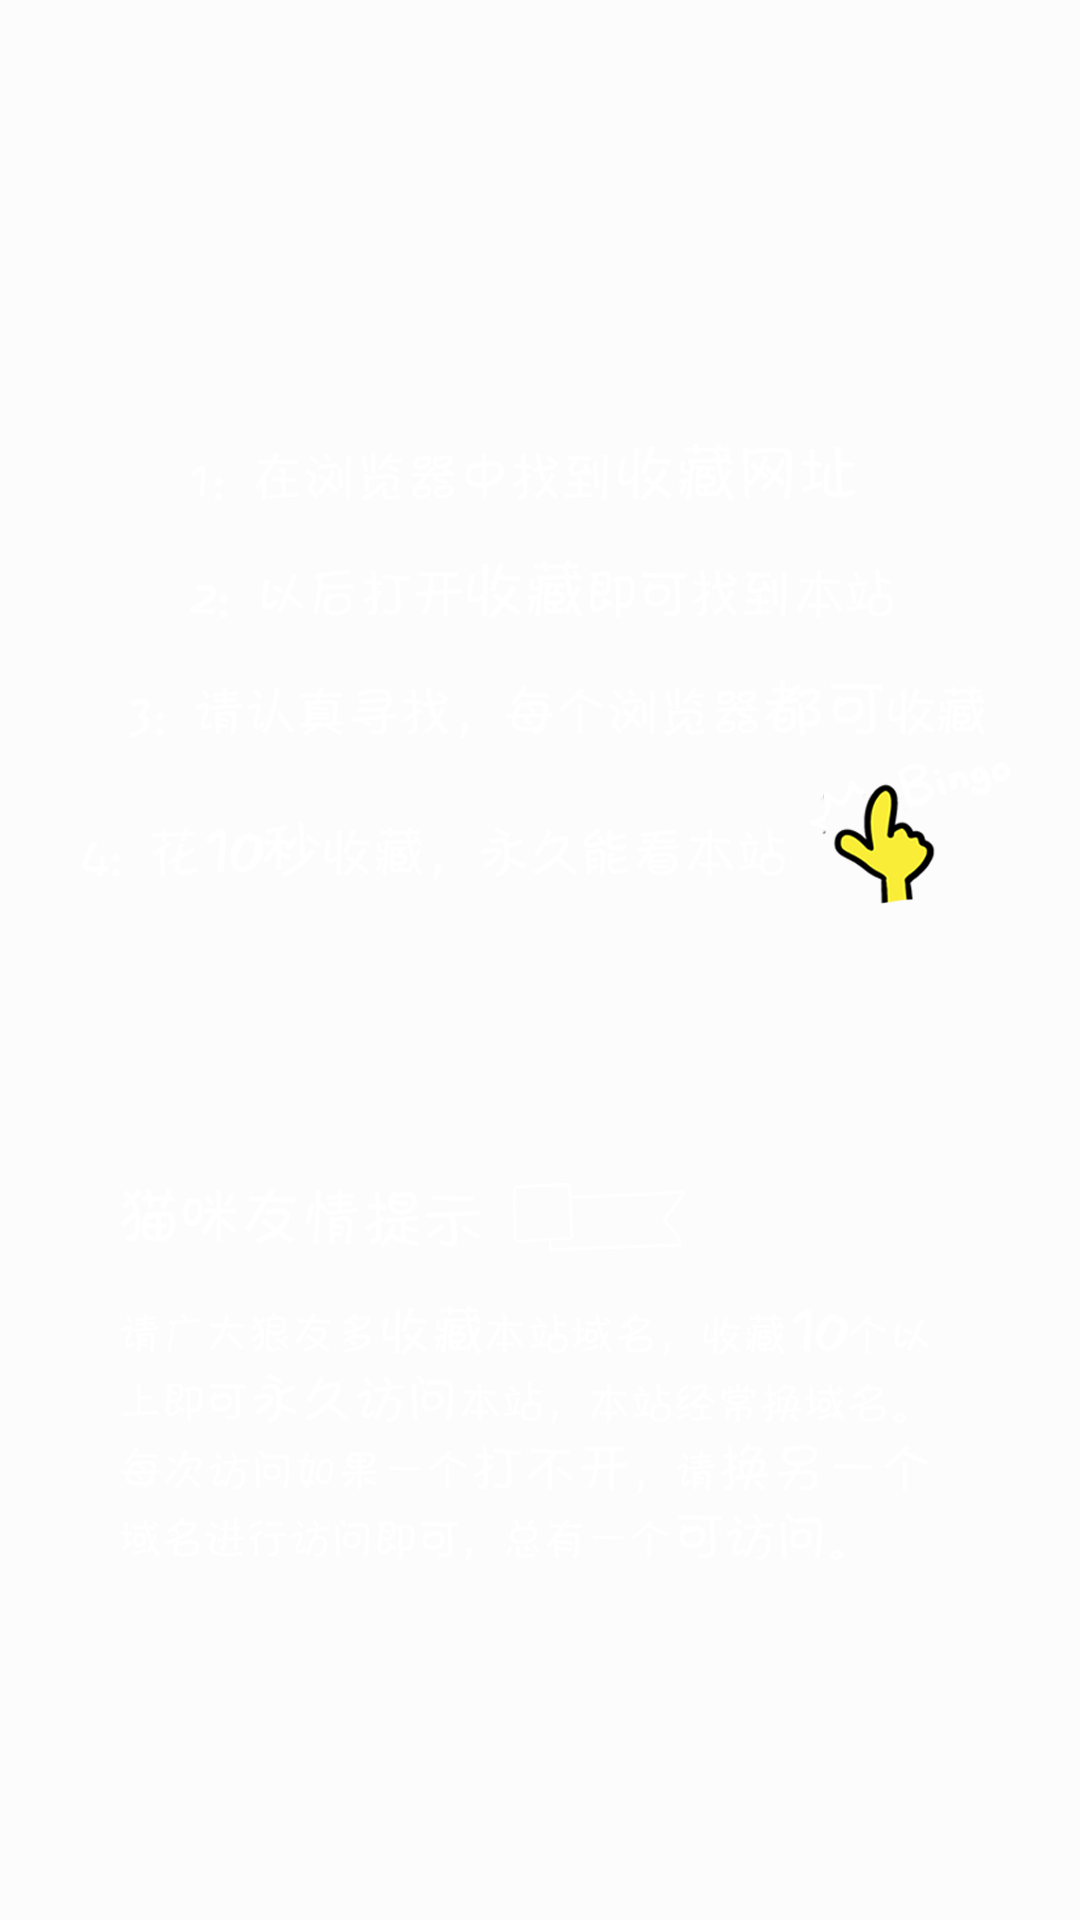 1: 在浏览器中找到收藏网址
2: 以后打开收藏即可找到本站
3: 请认真寻找，每个浏览器都可收藏
Bingo
4: 花10秒收藏，永久能看本站
猫咪友情提示
请广大狼友多收藏本站域名，收藏10个以
上即可永久访问本站，本站经常换域名。
每次访问如果一个打不开，请换另一个
域名进行访问即可，总有一个可访问。